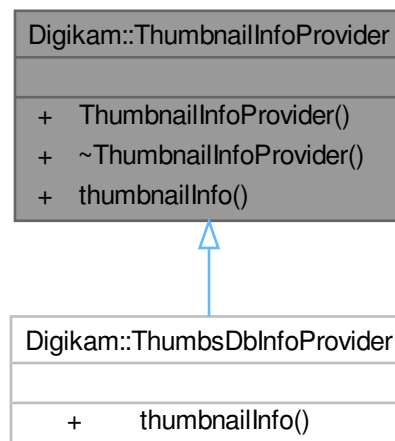 Digikam::ThumbnailInfoProvider
+ ThumbnailInfoProvider()
+ ~ThumbnailInfoProvider()
+ thumbnailInfo()
Digikam::ThumbsDbInfoProvider
+ thumbnailInfo()